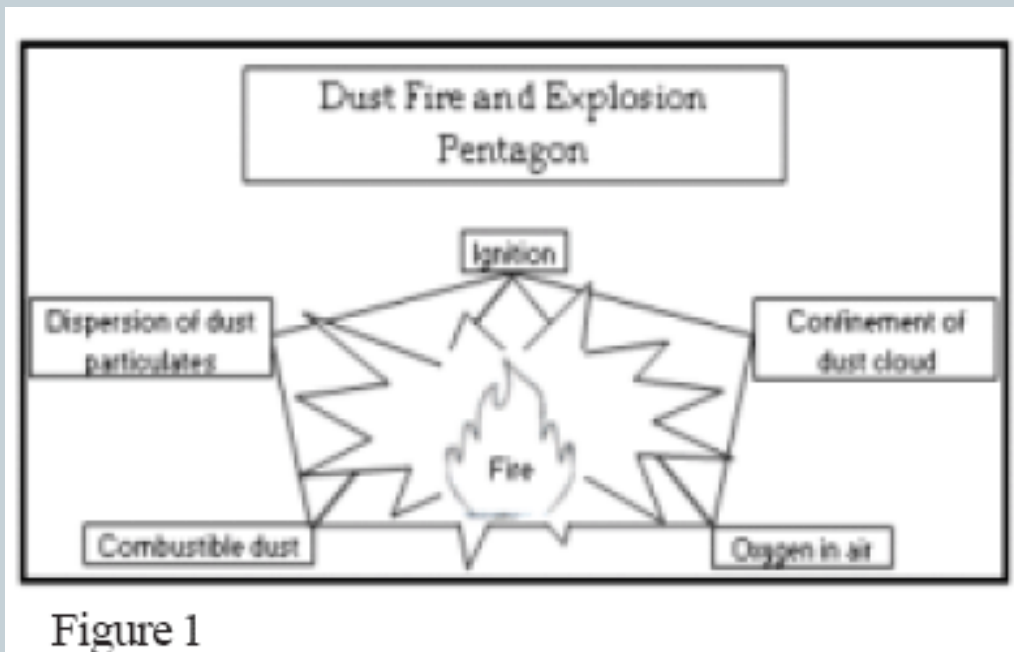 Dust Fire and Explosion
Pentagon
Ignition
Dispersion of dust
particulates
Confinement of
dust cloud
Fire
Combustible dust
Oxygen in air
Figure 1